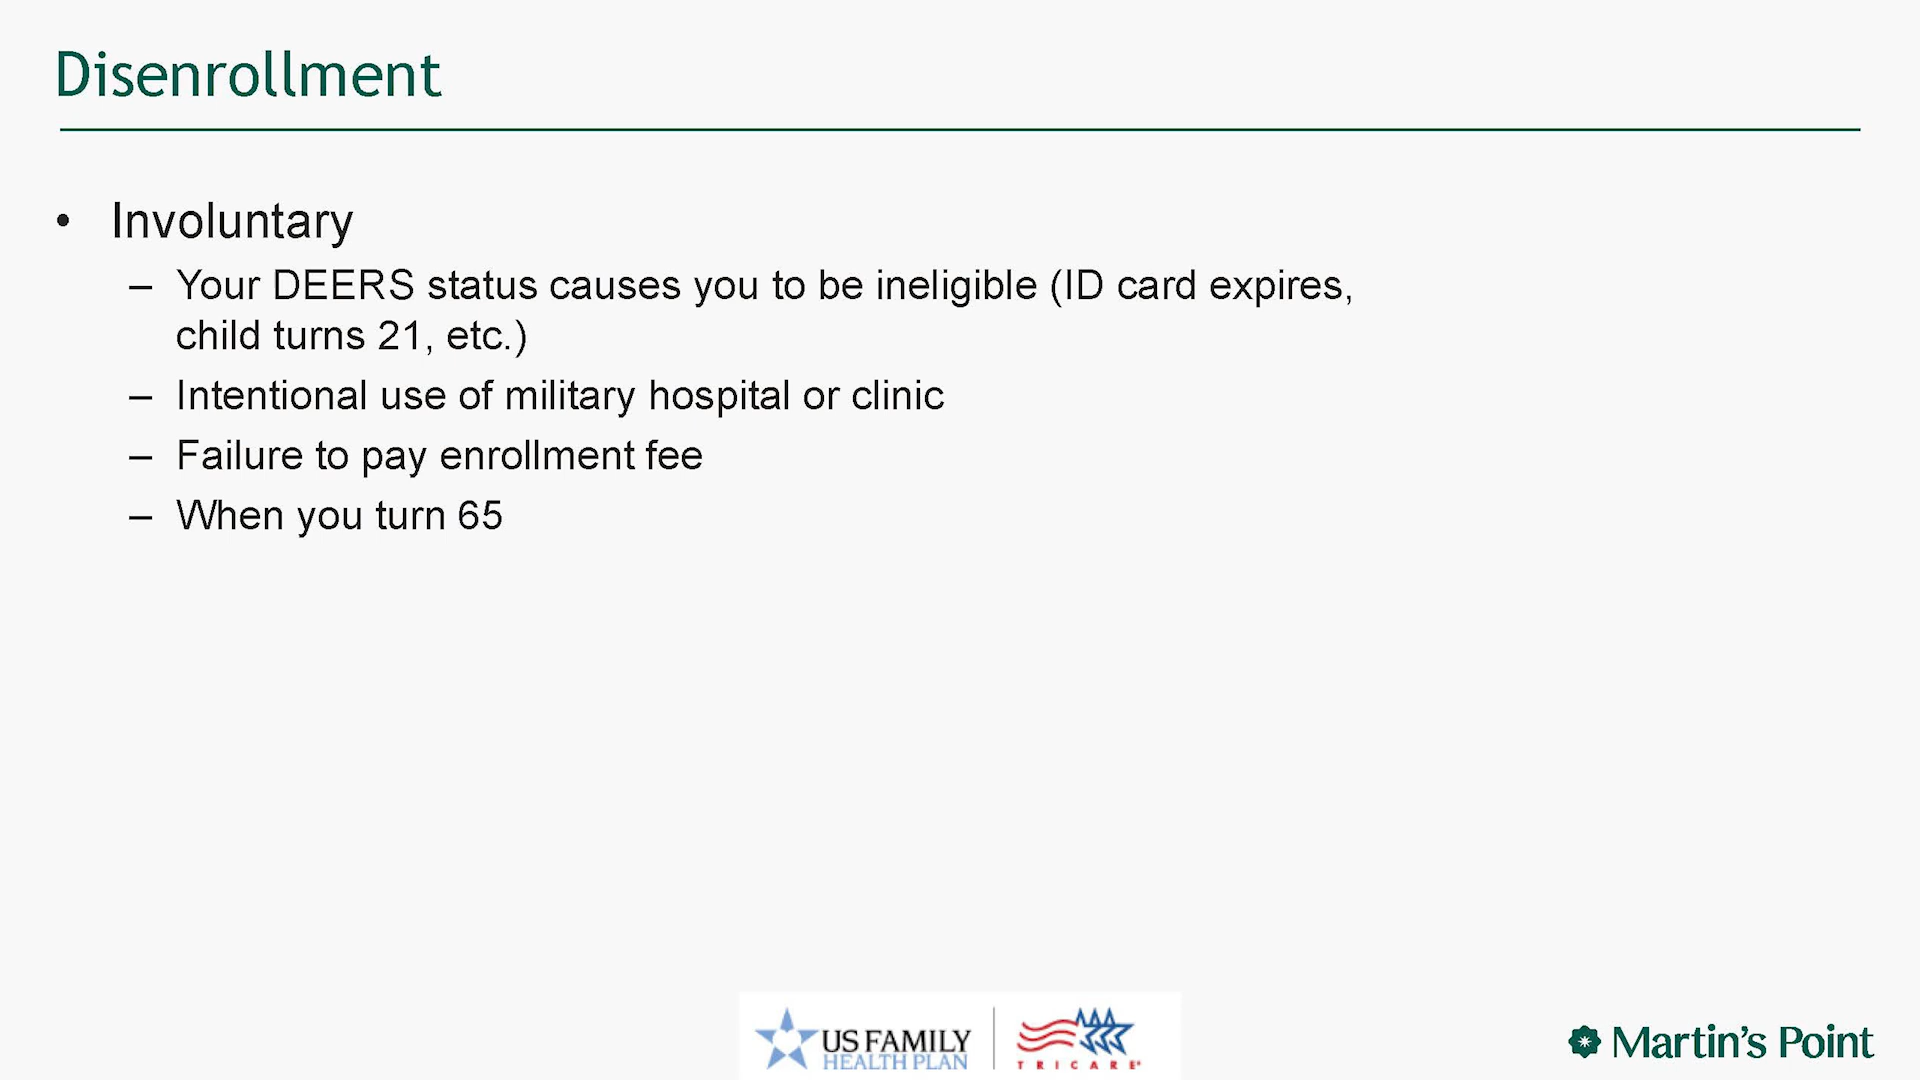 Disenrollment
• Involuntary
– Your DEERS status causes you to be ineligible (ID card expires,
child turns 21, etc.)
– Intentional use of military hospital or clinic
– Failure to pay enrollment fee
– When you turn 65
US FAMILY
HEALTH PLAN
TRICARE®
Martin's Point